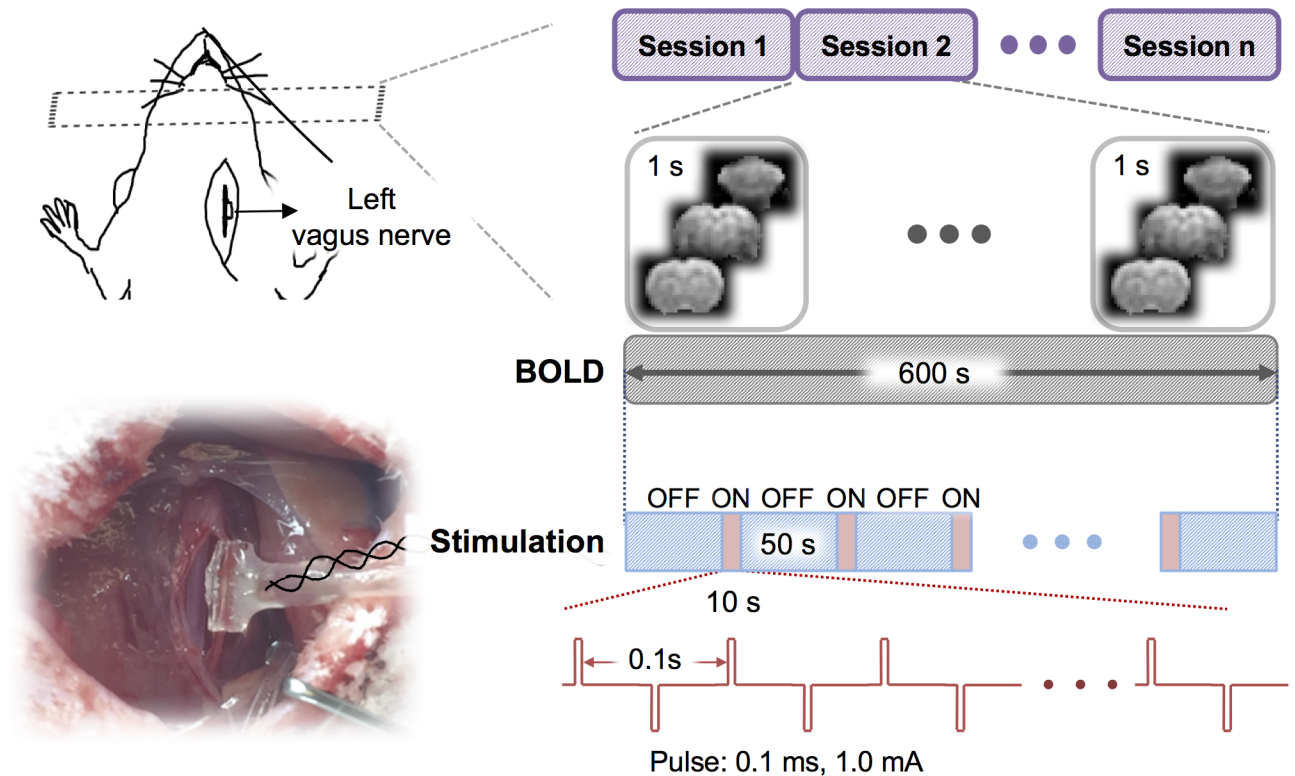 Session 1
Session 2
Session n
1 s
1 s
Left
vagus nerve
BOLD
600 s
OFF ON OFF ON OFF ON
Stimulation
50 s
10 s
0.1s
Pulse: 0.1 ms, 1.0 mA